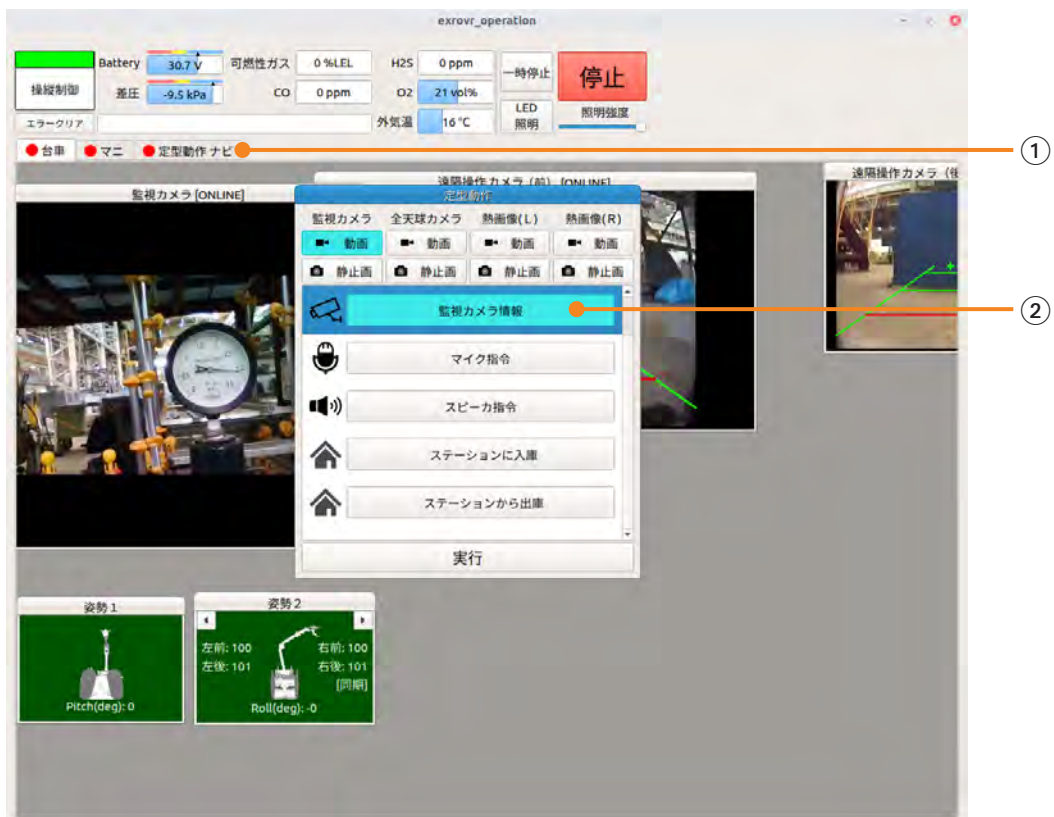 exrovr_operation
Battery 30.7 V 可燃性ガス 0 %LEL H2S 0 ppm 一時停止 停止
操縦制御 差圧 -9.5 kPa CO 0 ppm O2 21 vol% LED 照明 照明強度
エラークリア 外気温 16 ℃
台車 マニ 定型動作 ナビ ①
監視カメラ [ONLINE] 遠隔操作カメラ (前) [ONLINE] 遠隔操作カメラ (後
定型動作
監視カメラ 全天球カメラ 熱画像(L) 熱画像(R)
動画 動画 動画 動画
静止画 静止画 静止画 静止画
監視カメラ情報 ②
マイク指令
スピーカ指令
ステーションに入庫
ステーションから出庫
実行
姿勢1 姿勢2
左前: 100 右前: 100
左後: 101 右後: 101
[同期]
Pitch(deg): 0 Roll(deg): -0